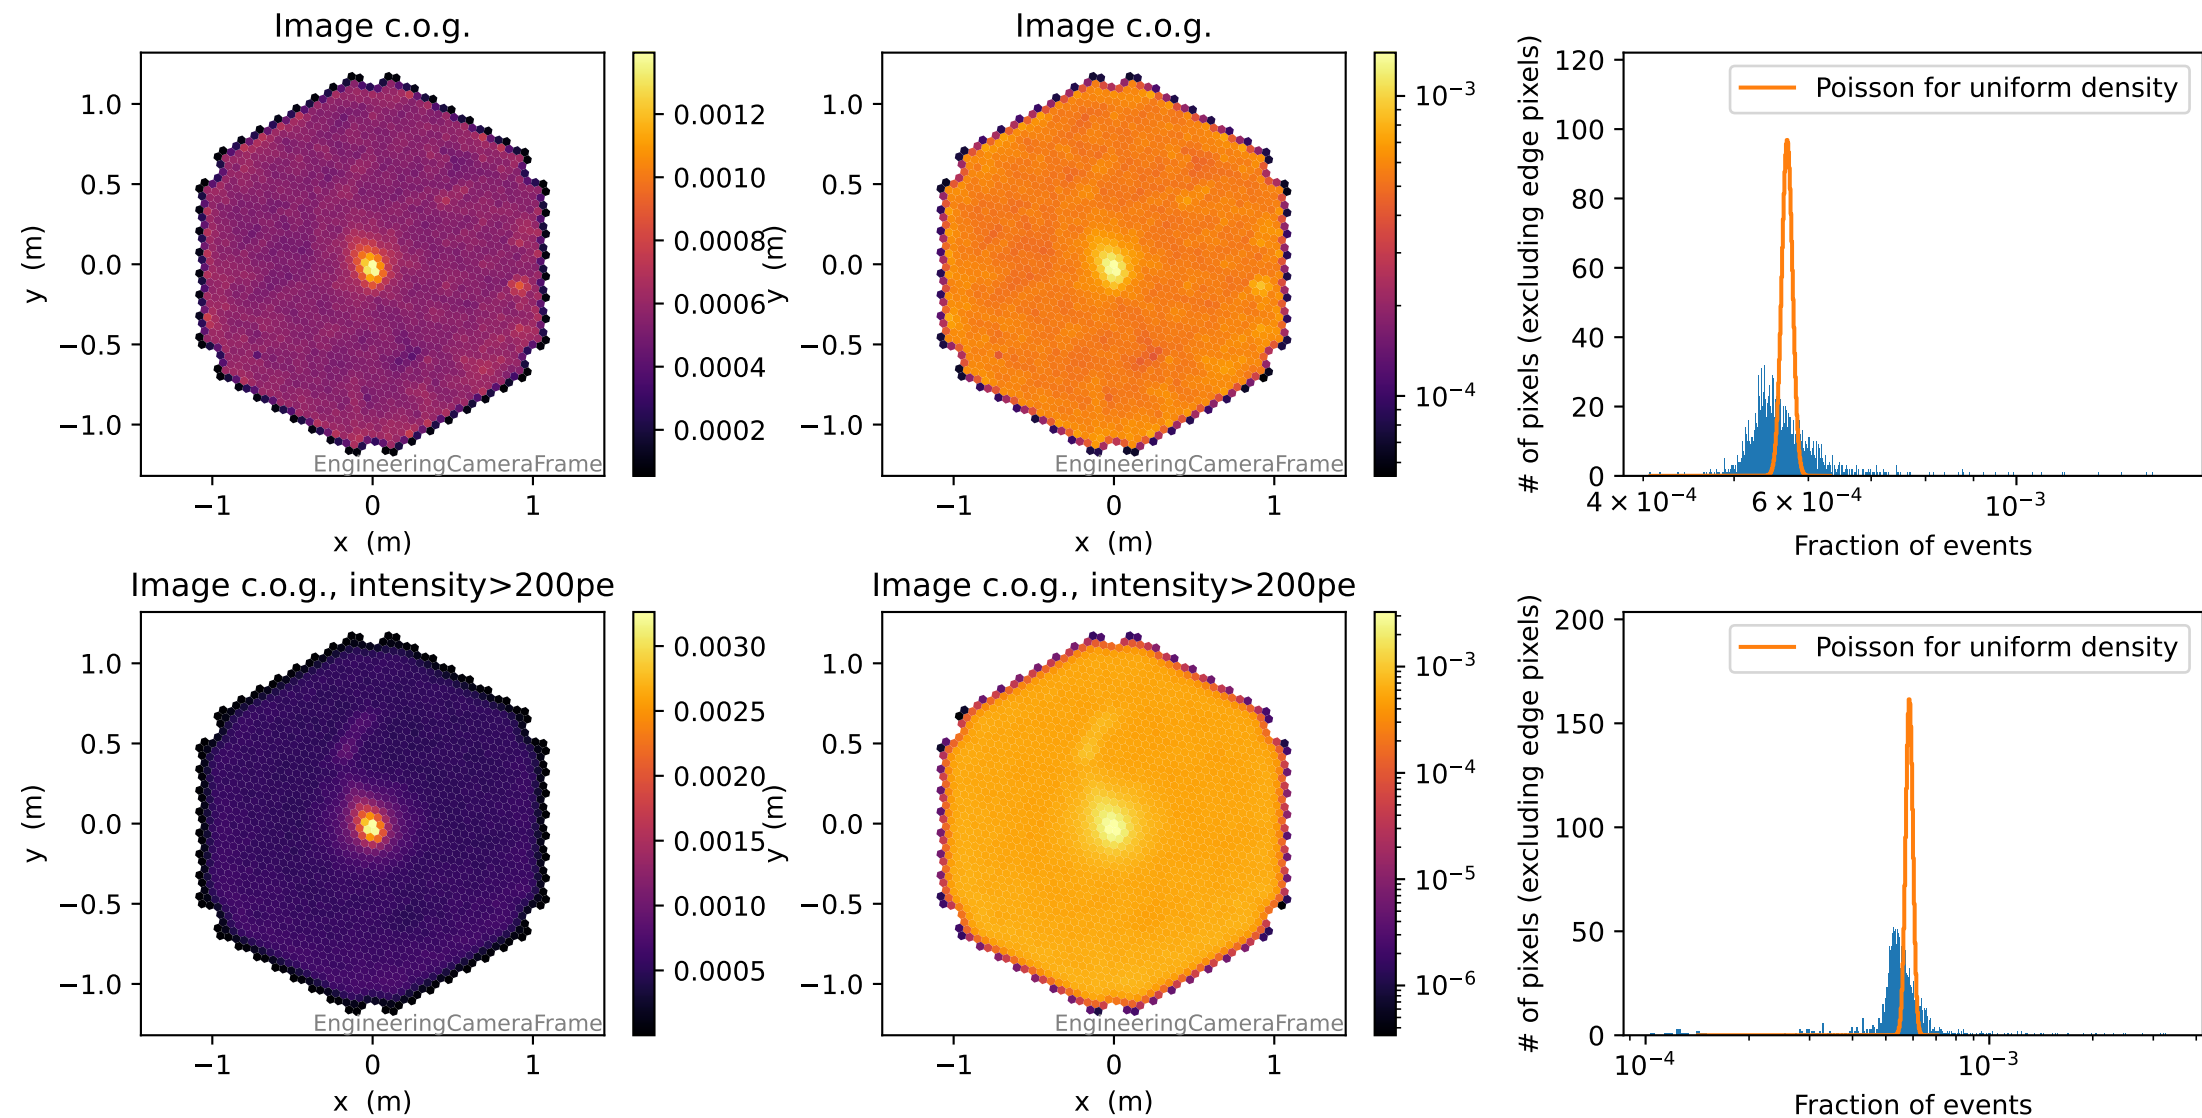 Image c.o.g.
1.0
0.5
0.0
−0.5
−1.0
y (m)
−1
0
1
x (m)
EngineeringCameraFrame
0.0012
0.0010
0.0008
0.0006
0.0004
0.0002
Image c.o.g.
1.0
0.5
0.0
−0.5
−1.0
y (m)
−1
0
1
x (m)
EngineeringCameraFrame
10⁻³
10⁻⁴
# of pixels (excluding edge pixels)
120
100
80
60
40
20
0
Poisson for uniform density
4 × 10⁻⁴
6 × 10⁻⁴
10⁻³
Fraction of events
Image c.o.g., intensity>200pe
1.0
0.5
0.0
−0.5
−1.0
y (m)
−1
0
1
x (m)
EngineeringCameraFrame
0.0030
0.0025
0.0020
0.0015
0.0010
0.0005
Image c.o.g., intensity>200pe
1.0
0.5
0.0
−0.5
−1.0
y (m)
−1
0
1
x (m)
EngineeringCameraFrame
10⁻³
10⁻⁴
10⁻⁵
10⁻⁶
# of pixels (excluding edge pixels)
200
150
100
50
0
Poisson for uniform density
10⁻⁴
10⁻³
Fraction of events